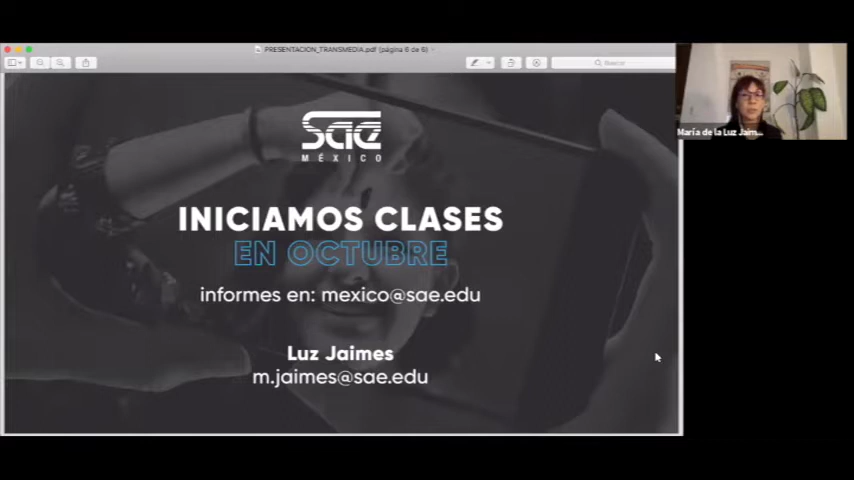 PRESENTACION_TRANSMEDIA.pdf (página 6 de 6)
Buscar
María de la Luz Jaim...
sae
MÉXICO
INICIAMOS CLASES
EN OCTUBRE
informes en: mexico@sae.edu
Luz Jaimes
m.jaimes@sae.edu